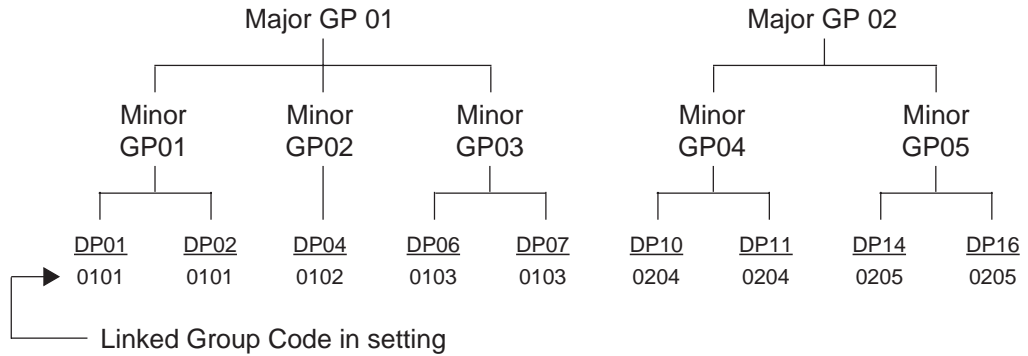 Major GP 01 Major GP 02
Minor Minor Minor Minor Minor
GP01 GP02 GP03 GP04 GP05
DP01 DP02 DP04 DP06 DP07 DP10 DP11 DP14 DP16
0101 0101 0102 0103 0103 0204 0204 0205 0205
Linked Group Code in setting